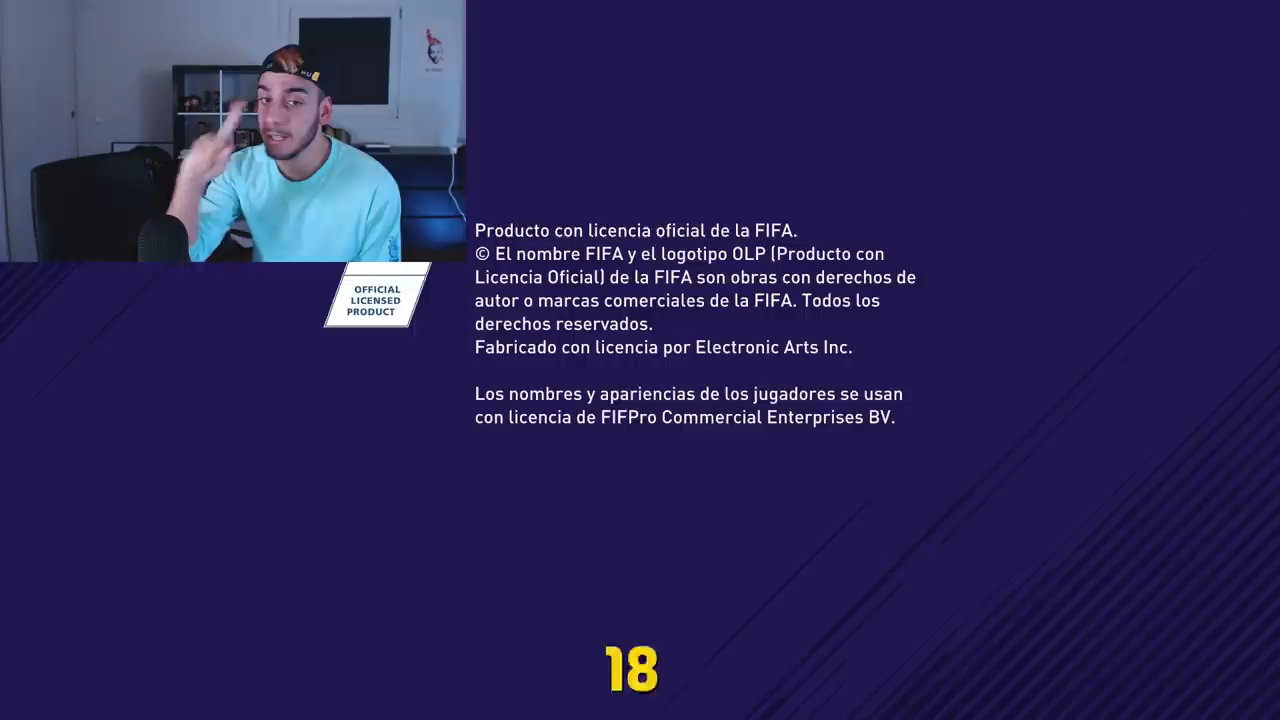 Producto con licencia oficial de la FIFA.
© El nombre FIFA y el logotipo OLP (Producto con
Licencia Oficial) de la FIFA son obras con derechos de
autor o marcas comerciales de la FIFA. Todos los
derechos reservados.
Fabricado con licencia por Electronic Arts Inc.
Los nombres y apariencias de los jugadores se usan
con licencia de FIFPro Commercial Enterprises BV.
OFFICIAL
LICENSED
PRODUCT
18